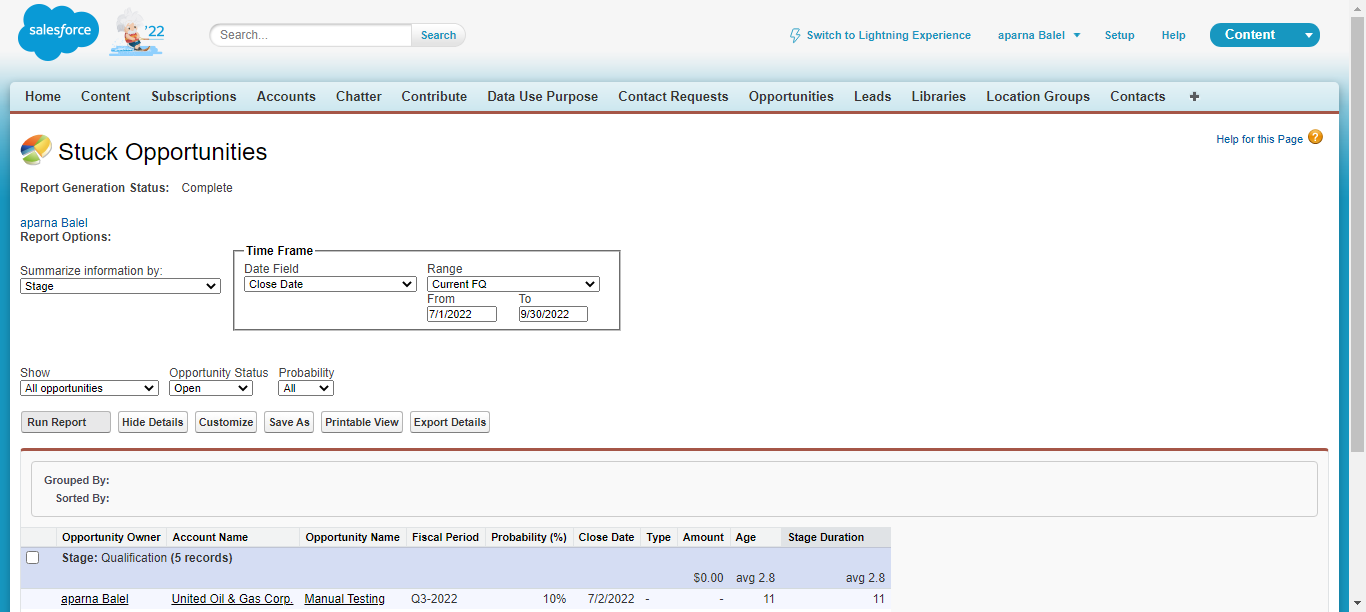 salesforce
'22
Search...
Search
Switch to Lightning Experience
aparna Balel
Setup
Help
Content
Home Content Subscriptions Accounts Chatter Contribute Data Use Purpose Contact Requests Opportunities Leads Libraries Location Groups Contacts +
Stuck Opportunities
Help for this Page ?
Report Generation Status: Complete
aparna Balel
Report Options:
Time Frame
Summarize information by:
Date Field Range
Stage
Close Date Current FQ
From To
7/1/2022 9/30/2022
Show Opportunity Status Probability
All opportunities Open All
Run Report Hide Details Customize Save As Printable View Export Details
Grouped By:
Sorted By:
Opportunity Owner Account Name Opportunity Name Fiscal Period Probability (%) Close Date Type Amount Age Stage Duration
Stage: Qualification (5 records)
$0.00 avg 2.8 avg 2.8
aparna Balel United Oil & Gas Corp. Manual Testing Q3-2022 10% 7/2/2022 - - 11 11